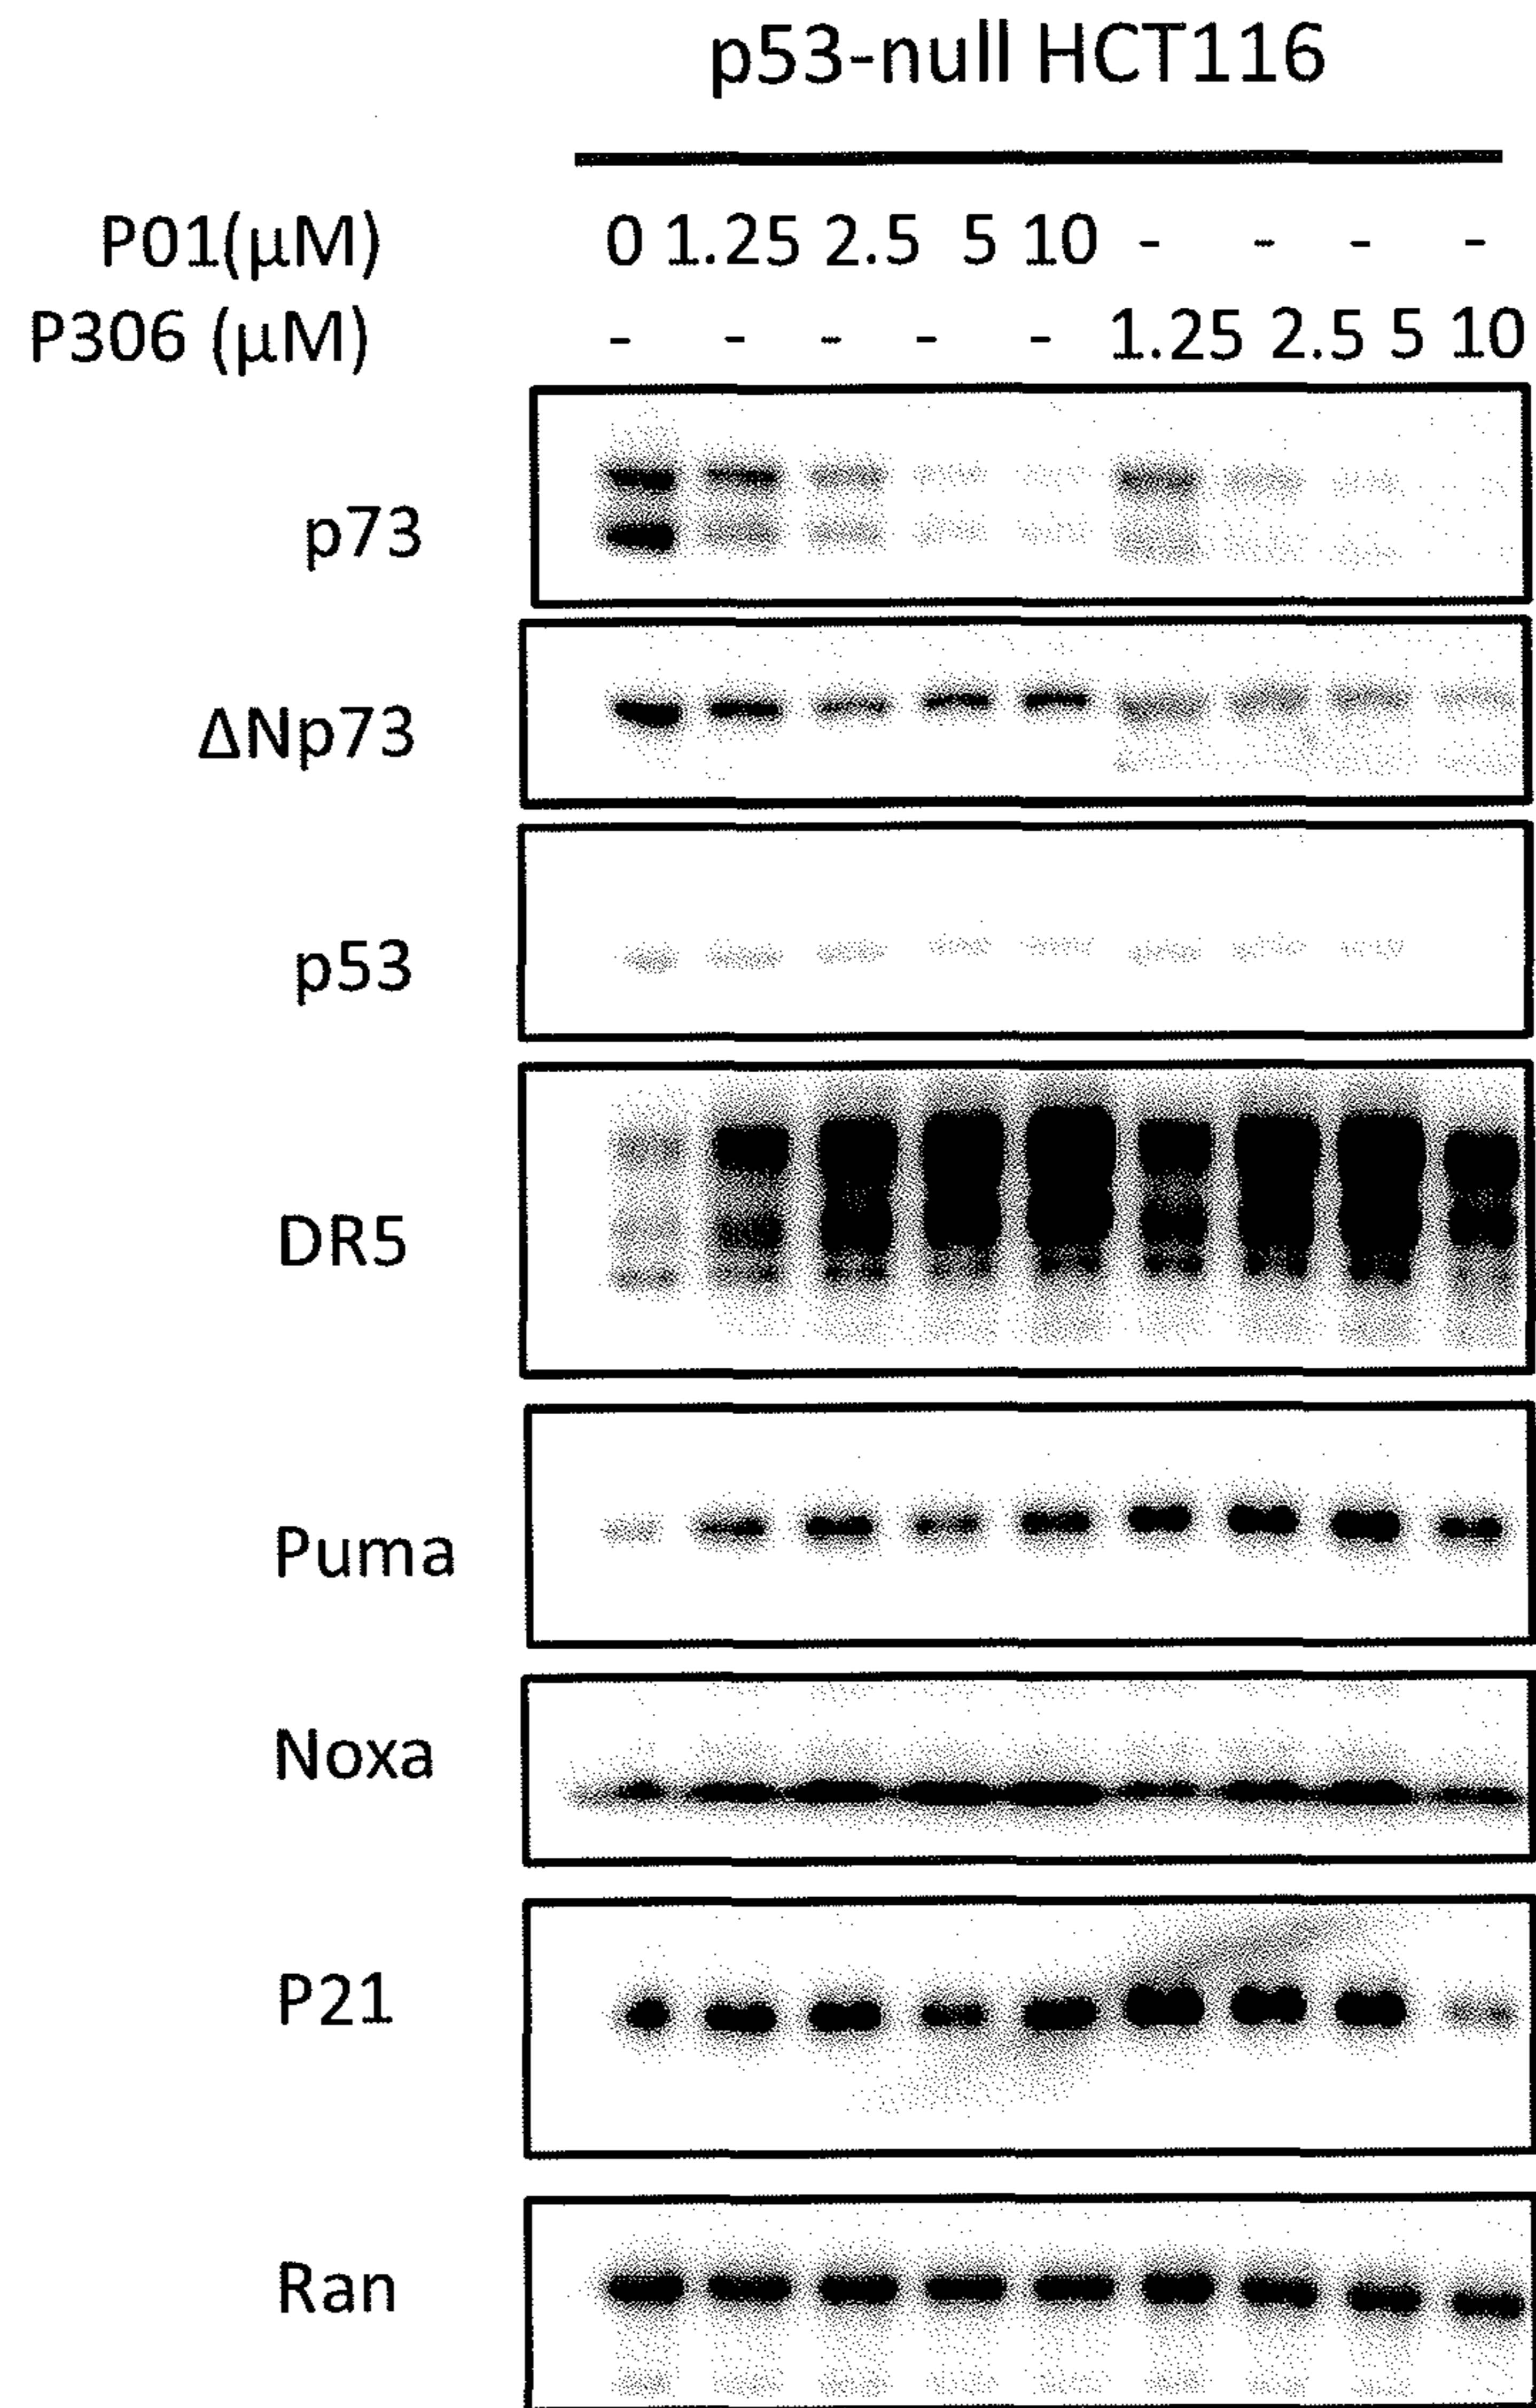 p53-null HCT116
P01(μM) 0 1.25 2.5 5 10 - - - -
P306 (μM) - - - - - 1.25 2.5 5 10
p73
ΔNp73
p53
DR5
Puma
Noxa
P21
Ran